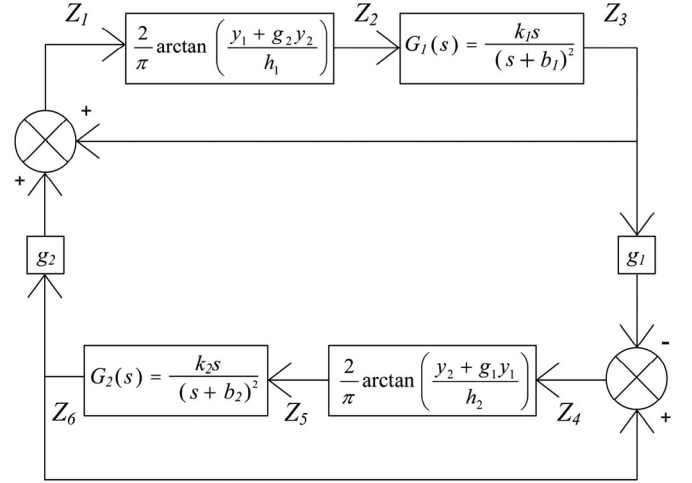 Z₁
2/π arctan ( (y₁ + g₂y₂) / h₁ )
Z₂
G₁(s) = k₁s / (s + b₁)²
Z₃
+
+
g₂
g₁
-
+
G₂(s) = k₂s / (s + b₂)²
2/π arctan ( (y₂ + g₁y₁) / h₂ )
Z₆
Z₅
Z₄